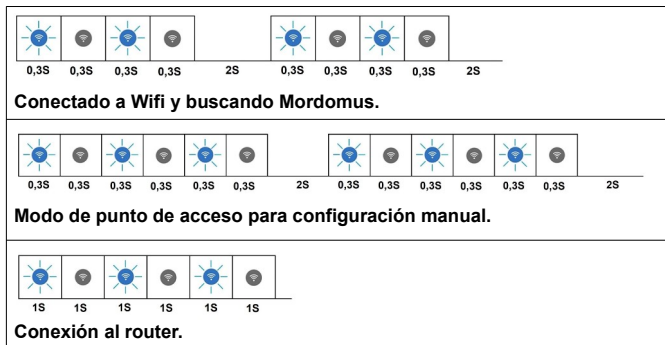 0,3S 0,3S 0,3S 0,3S 2S 0,3S 0,3S 0,3S 0,3S 2S
Conectado a Wifi y buscando Mordomus.
0,3S 0,3S 0,3S 0,3S 0,3S 0,3S 2S 0,3S 0,3S 0,3S 0,3S 0,3S 0,3S 2S
Modo de punto de acceso para configuración manual.
1S 1S 1S 1S 1S 1S
Conexión al router.